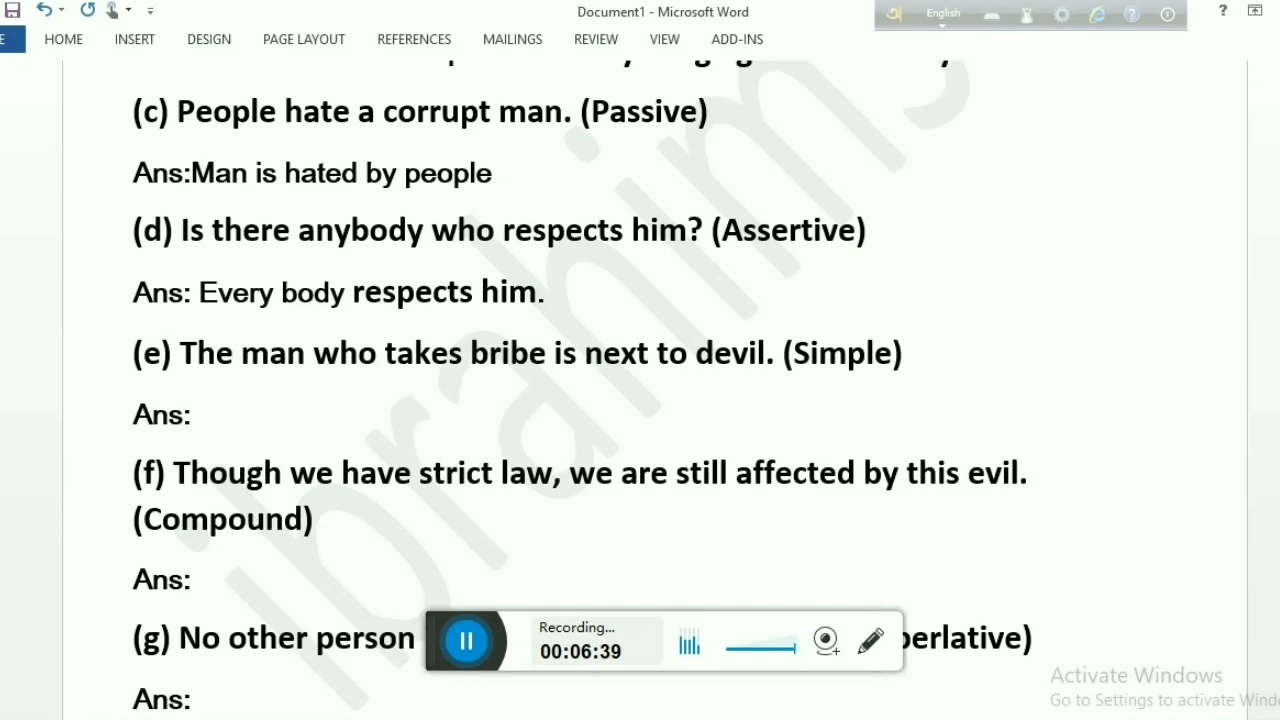 Document1 - Microsoft Word
English
HOME INSERT DESIGN PAGE LAYOUT REFERENCES MAILINGS REVIEW VIEW ADD-INS
(c) People hate a corrupt man. (Passive)
Ans:Man is hated by people
(d) Is there anybody who respects him? (Assertive)
Ans: Every body respects him.
(e) The man who takes bribe is next to devil. (Simple)
Ans:
(f) Though we have strict law, we are still affected by this evil.
(Compound)
Ans:
(g) No other person
Recording...
00:06:39
perlative)
Ans:
Activate Windows
Go to Settings to activate
ibrahim's